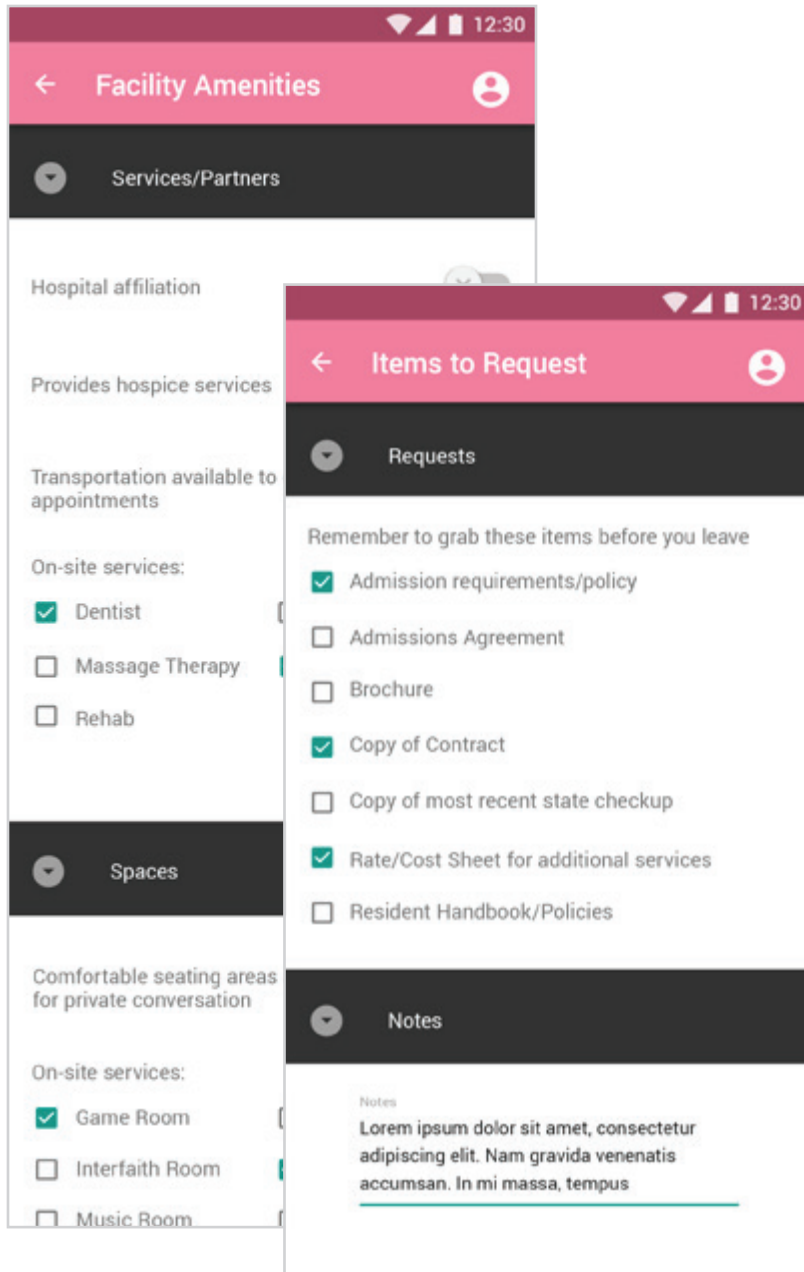 12:30
Facility Amenities
Services/Partners
Hospital affiliation
Provides hospice services
Transportation available to
appointments
On-site services:
Dentist
Massage Therapy
Rehab
Spaces
Comfortable seating areas
for private conversation
On-site services:
Game Room
Interfaith Room
Music Room
12:30
Items to Request
Requests
Remember to grab these items before you leave
Admission requirements/policy
Admissions Agreement
Brochure
Copy of Contract
Copy of most recent state checkup
Rate/Cost Sheet for additional services
Resident Handbook/Policies
Notes
Notes
Lorem ipsum dolor sit amet, consectetur
adipiscing elit. Nam gravida venenatis
accumsan. In mi massa, tempus